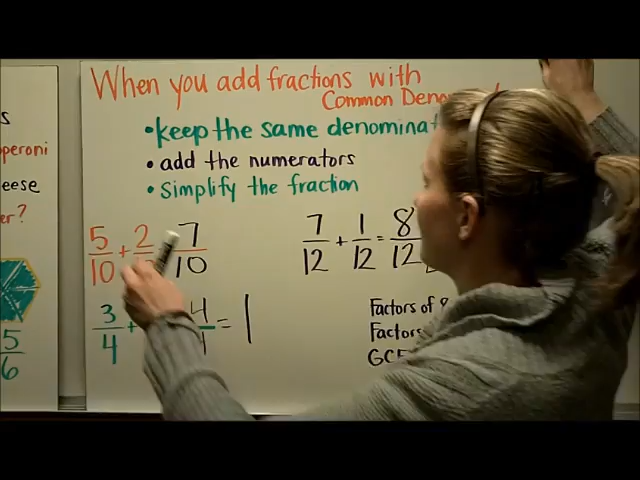 When you add fractions with
Common
• keep the same
• add the numerators
• simplify the fraction
pperoni
eese
er?
5/10 + 2 7/10
7/12 + 1/12 = 8/12
3/4 + 4 = 1
5/6
Factors of
Factors
GCF